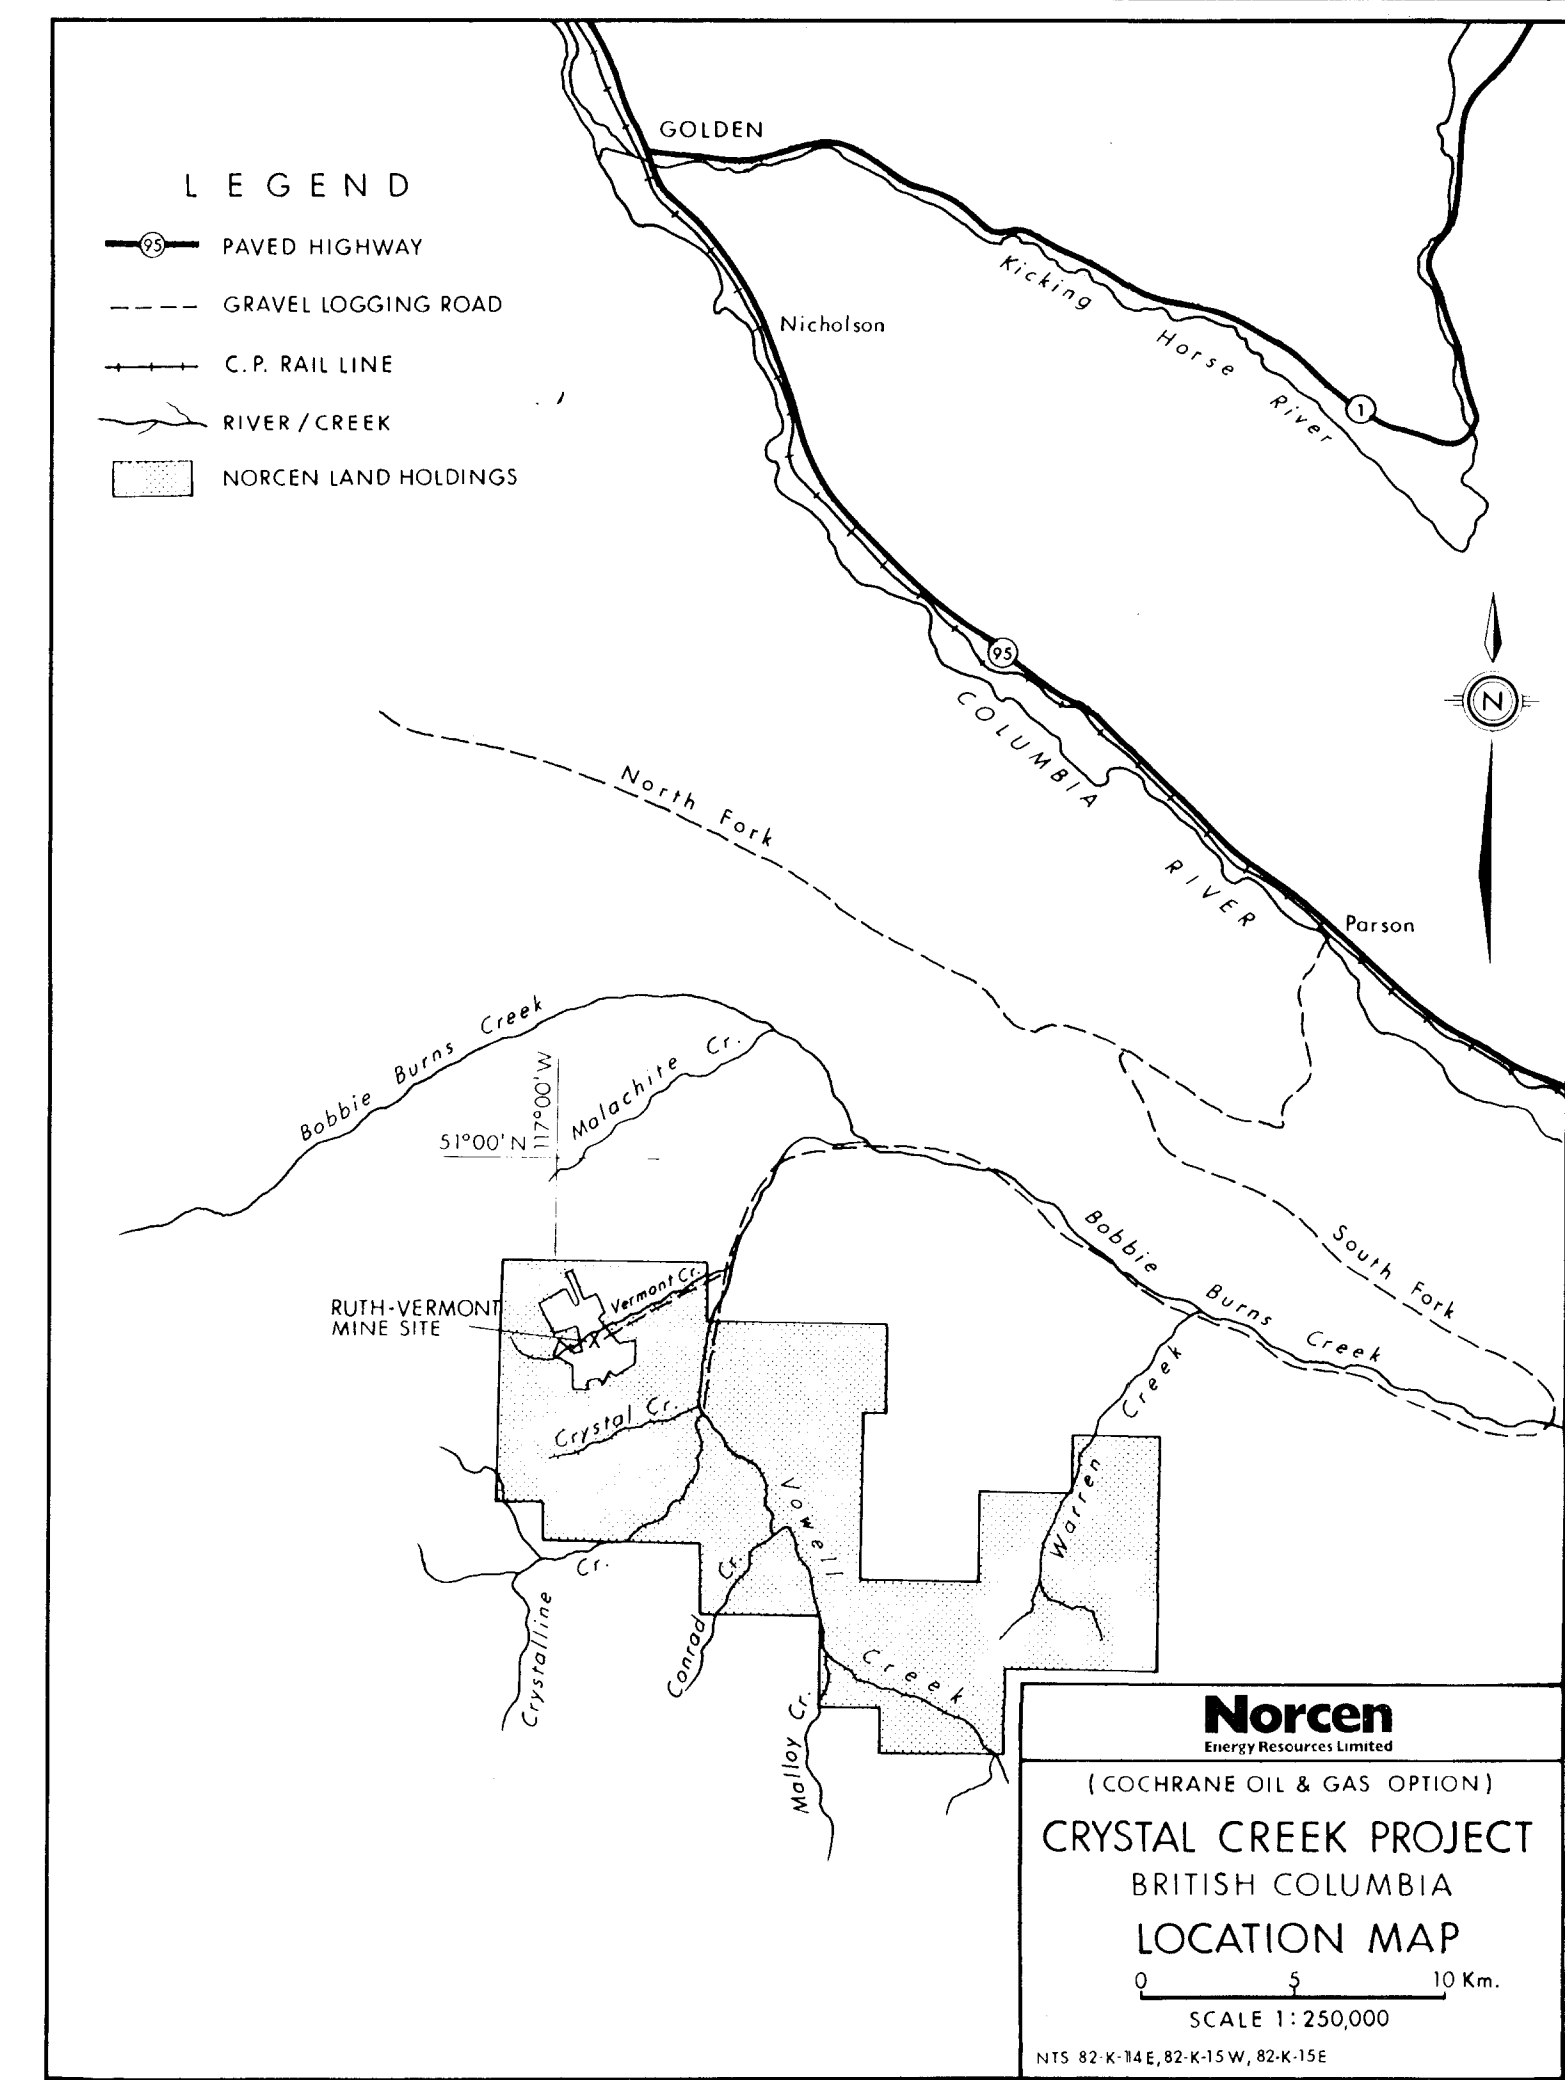 GOLDEN
LEGEND
95 PAVED HIGHWAY
GRAVEL LOGGING ROAD
C.P. RAIL LINE
RIVER/CREEK
NORCEN LAND HOLDINGS
Kicking Horse River
1
Nicholson
95
COLUMBIA RIVER
N
North Fork
Parson
Bobbie Burns Creek
Malachite Cr.
117°00'W
51°00'N
Bobbie Burns Creek
South Fork
RUTH-VERMONT
MINE SITE
Vermont Cr.
Crystal Cr.
Vowell Creek
Warren Creek
Crystalline Cr.
Conrad Cr.
Malloy Cr.
Norcen
Energy Resources Limited
(COCHRANE OIL & GAS OPTION)
CRYSTAL CREEK PROJECT
BRITISH COLUMBIA
LOCATION MAP
0 5 10 Km.
SCALE 1:250,000
NTS 82-K-114E, 82-K-15W, 82-K-15E